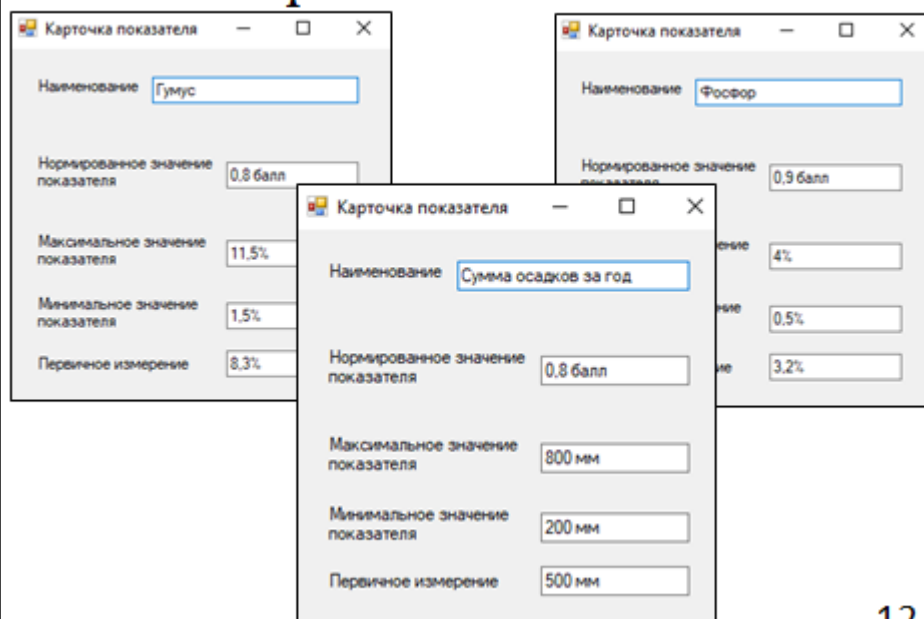 Карточка показателя
Наименование Гумус
Нормированное значение
показателя 0,8 балл
Максимальное значение
показателя 11,5%
Минимальное значение
показателя 1,5%
Первичное измерение 8,3%
Карточка показателя
Наименование Фосфор
Нормированное значение
0,9 балл
4%
0,5%
3,2%
Карточка показателя
Наименование Сумма осадков за год
Нормированное значение
показателя 0,8 балл
Максимальное значение
показателя 800 мм
Минимальное значение
показателя 200 мм
Первичное измерение 500 мм
12